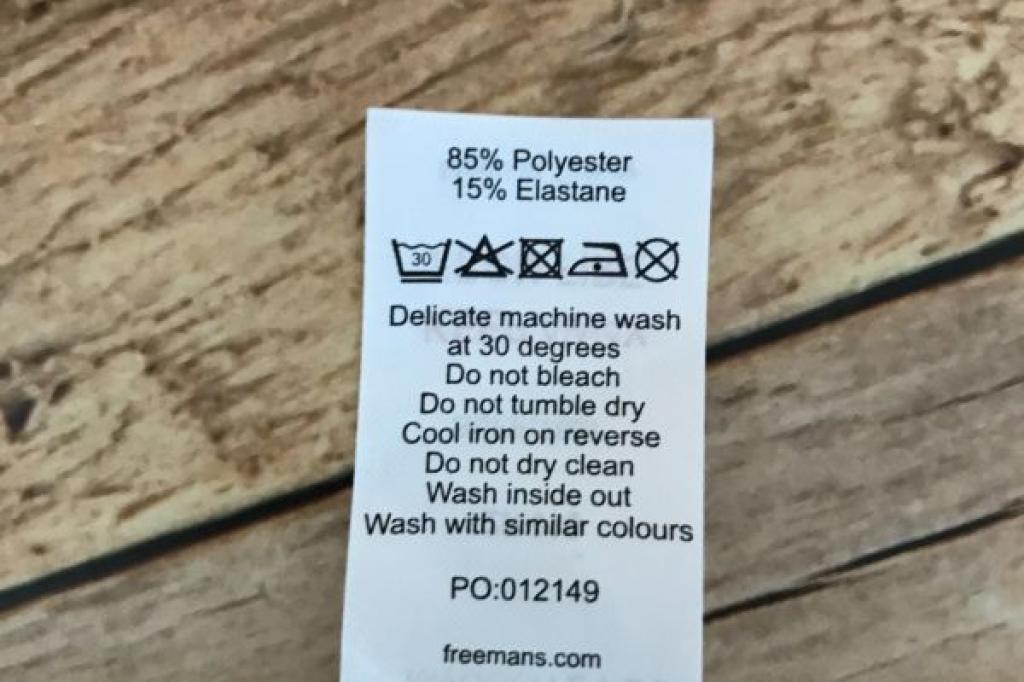 85% Polyester
15% Elastane
30
Delicate machine wash
at 30 degrees
Do not bleach
Do not tumble dry
Cool iron on reverse
Do not dry clean
Wash inside out
Wash with similar colours
PO:012149
freemans.com